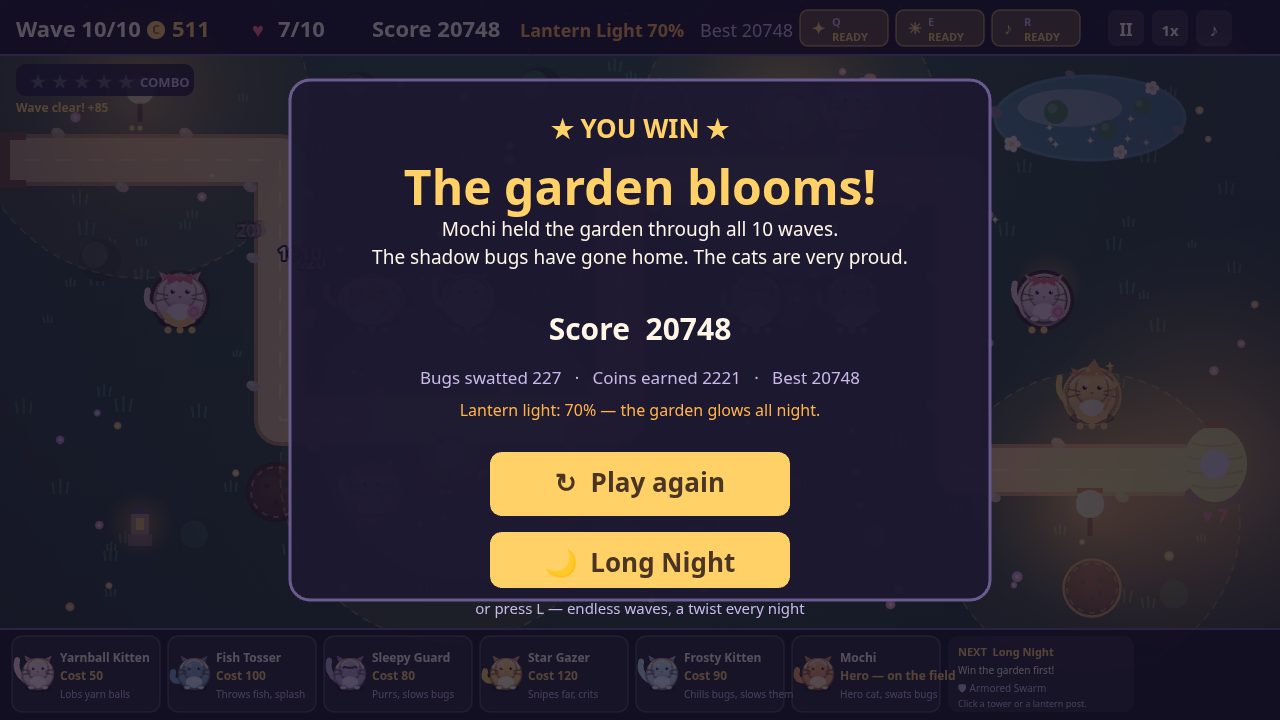 Wave 10/10 C 511 ♥ 7/10 Score 20748 Lantern Light 70% Best 20748
Q READY
E READY
R READY
II 1x ♪
★★★★★ COMBO
Wave clear! +85
★ YOU WIN ★
The garden blooms!
Mochi held the garden through all 10 waves.
The shadow bugs have gone home. The cats are very proud.
Score 20748
Bugs swatted 227 · Coins earned 2221 · Best 20748
Lantern light: 70% — the garden glows all night.
↻ Play again
🌙 Long Night
or press L — endless waves, a twist every night
♥ 7
Yarnball Kitten
Cost 50
Lobs yarn balls
Fish Tosser
Cost 100
Throws fish, splash
Sleepy Guard
Cost 80
Purrs, slows bugs
Star Gazer
Cost 120
Snipes far, crits
Frosty Kitten
Cost 90
Chills bugs, slows them
Mochi
Hero — on the field
Hero cat, swats bugs
NEXT Long Night
Win the garden first!
🛡 Armored Swarm
Click a tower or a lantern post.